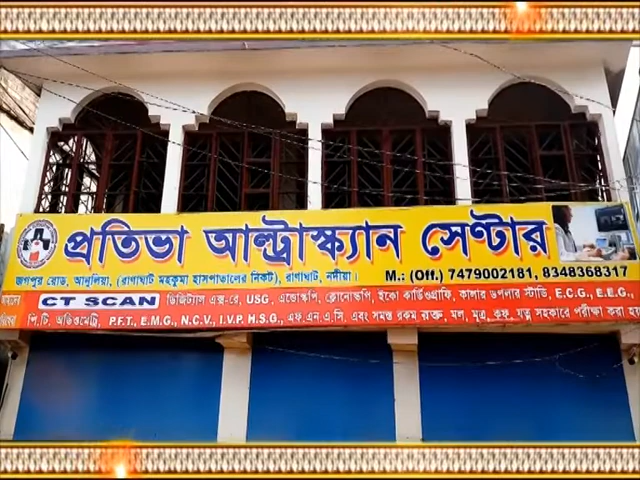 প্রতিভা আল্ট্রাস্ক্যান সেণ্টার
জগপুর রোড, আনুলিয়া, (রাণাঘাট মহকুমা হাসপাতালের নিকট), রাণাঘাট, নদীয়া।
M.: (Off.) 7479002181, 8348368317
CT SCAN ডিজিট্যাল এক্স-রে, USG, এন্ডোস্কপি, ক্লোনোস্কপি, ইকো কার্ডিওগ্রাফি, কালার ডপলার স্টাডি, E.C.G., E.E.G.,
পি.টি. অডিওমেট্রি, P.F.T., E.M.G., N.C.V., I.V.P, H.S.G., এফ.এন.এ.সি. এবং সমস্ত রকম রক্ত, মল, মূত্র, কফ্, যত্ন সহকারে পরীক্ষা করা হয়